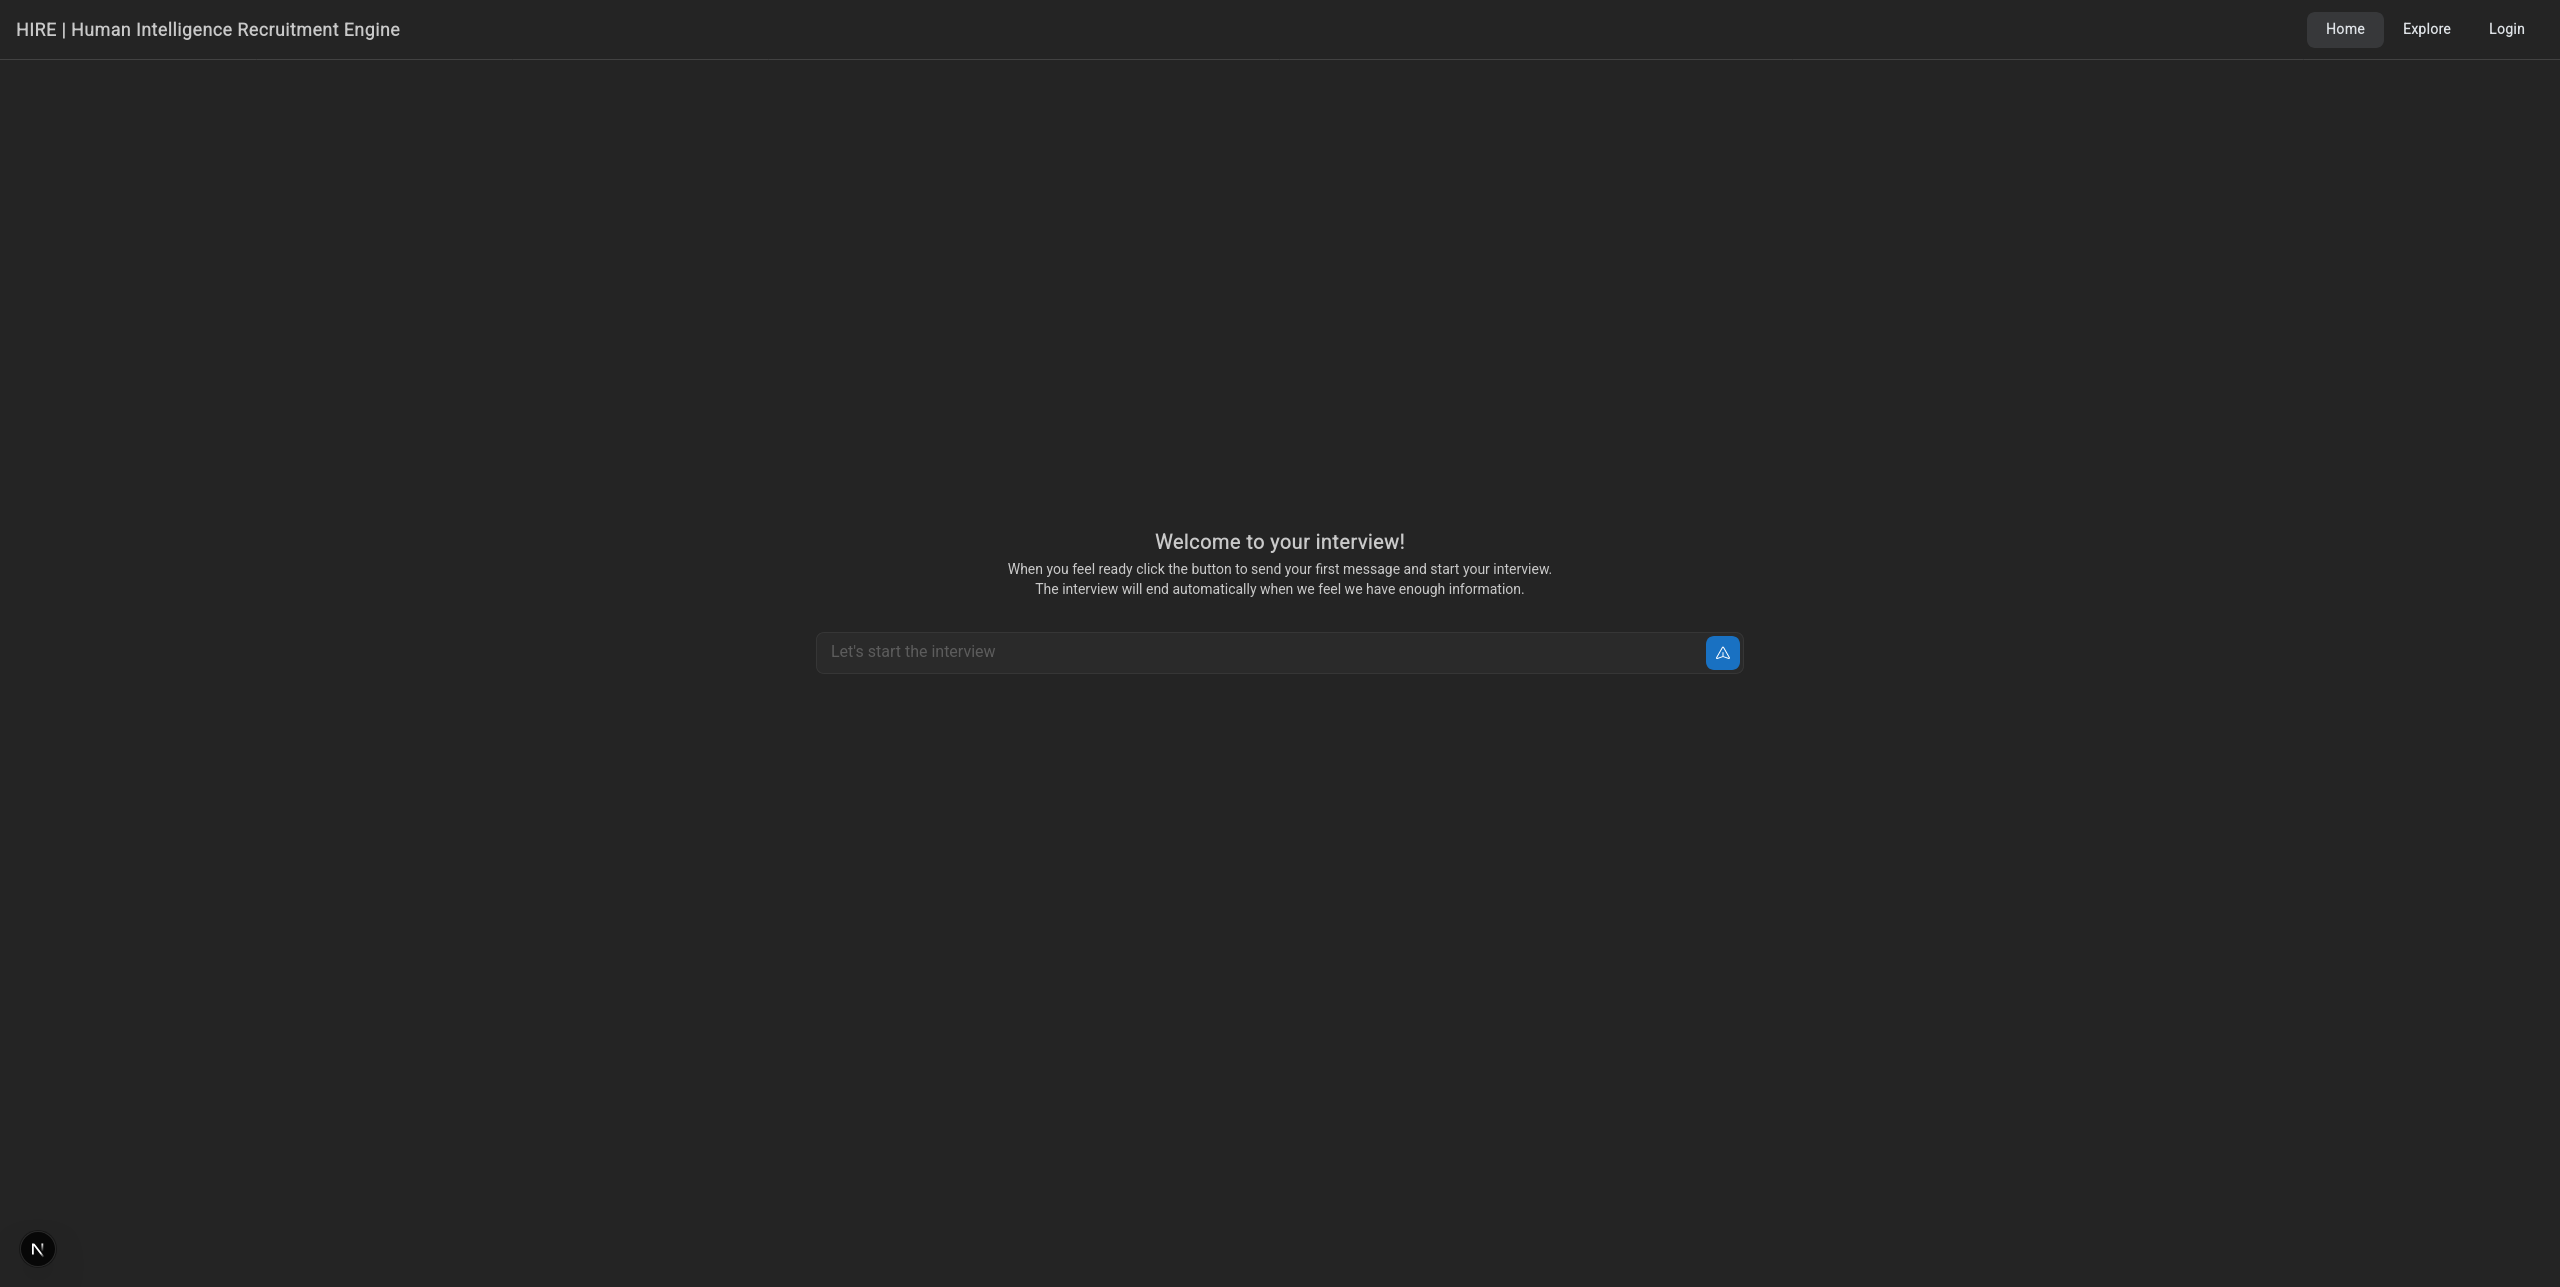 HIRE | Human Intelligence Recruitment Engine
Home
Explore
Login
Welcome to your interview!
When you feel ready click the button to send your first message and start your interview.
The interview will end automatically when we feel we have enough information.
Let's start the interview
N